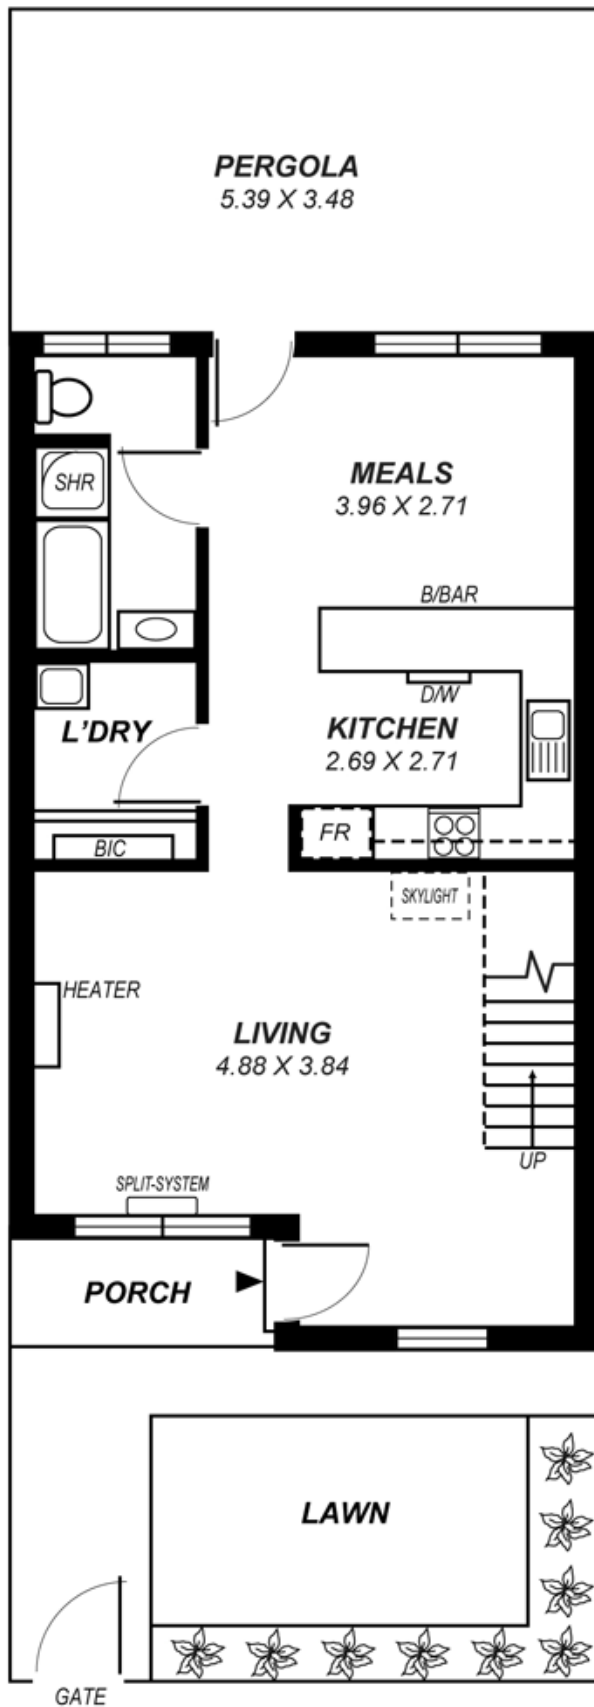 PERGOLA
5.39 X 3.48
SHR
MEALS
3.96 X 2.71
B/BAR
D/W
L'DRY
KITCHEN
2.69 X 2.71
FR
BIC
SKYLIGHT
HEATER
LIVING
4.88 X 3.84
UP
SPLIT-SYSTEM
PORCH
LAWN
GATE